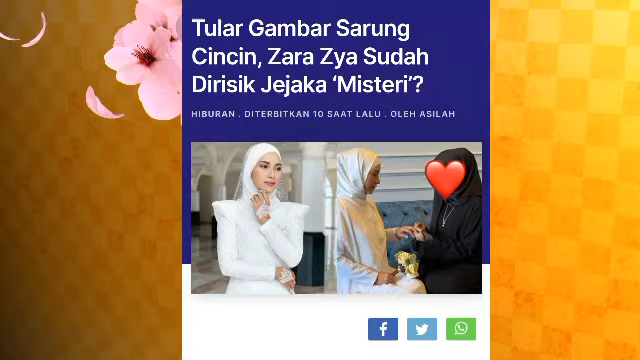 Tular Gambar Sarung
Cincin, Zara Zya Sudah
Dirisik Jejaka ‘Misteri’?
HIBURAN . DITERBITKAN 10 SAAT LALU . OLEH ASILAH